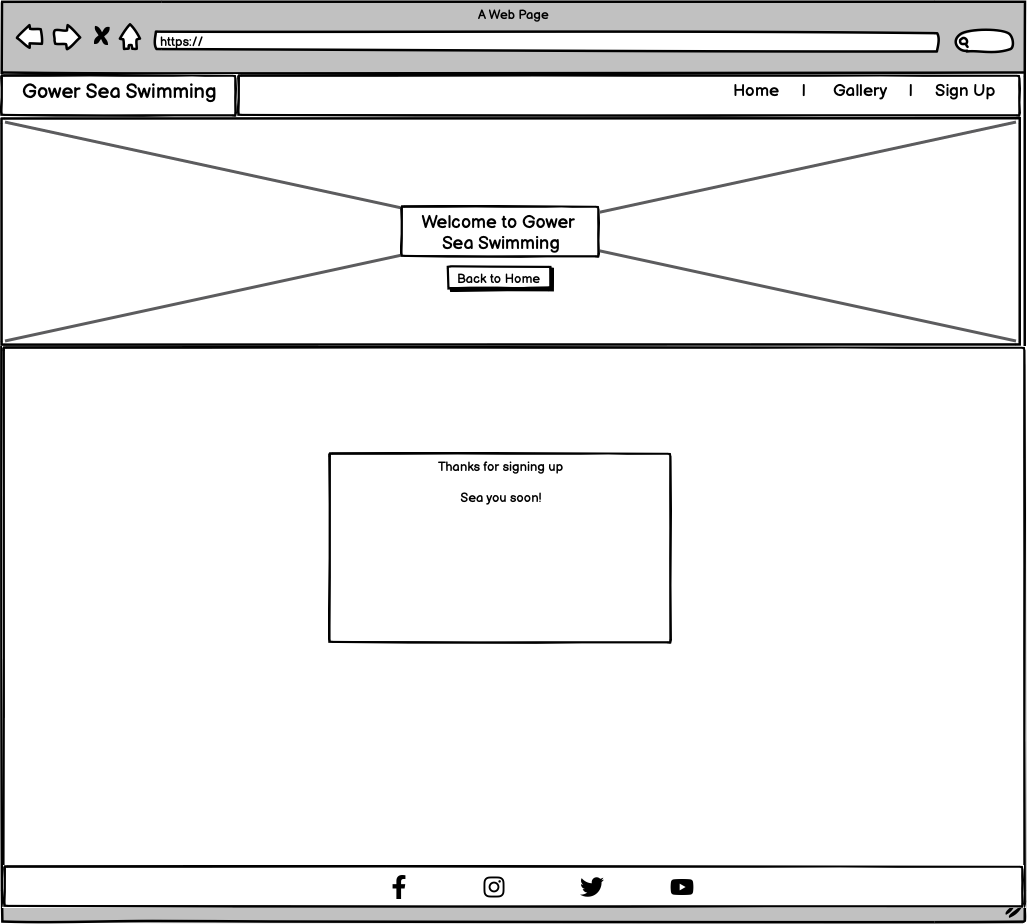 A Web Page
https://
Gower Sea Swimming
Home | Gallery | Sign Up
Welcome to Gower
Sea Swimming
Back to Home
Thanks for signing up
Sea you soon!